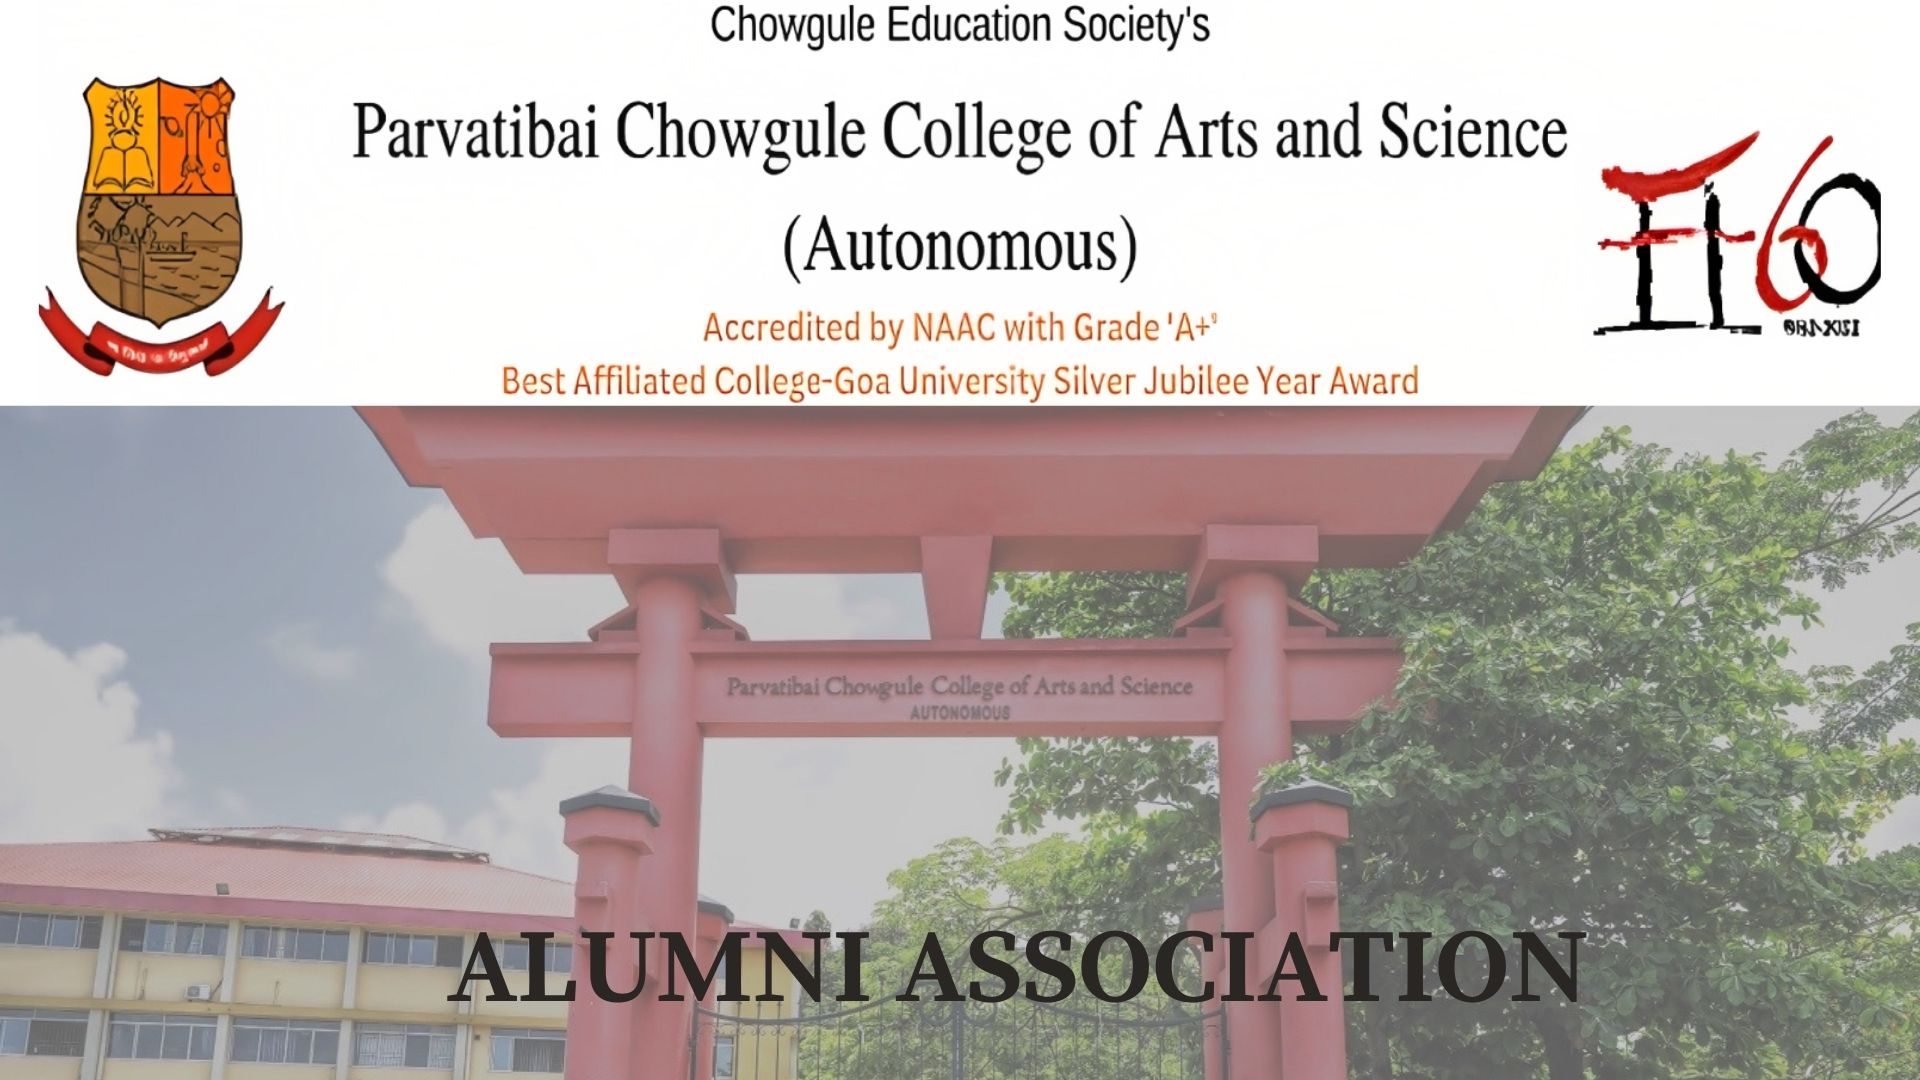 Chowgule Education Society's
Parvatibai Chowgule College of Arts and Science
(Autonomous)
Accredited by NAAC with Grade 'A+'
Best Affiliated College-Goa University Silver Jubilee Year Award
60
Parvatibai Chowgule College of Arts and Science
AUTONOMOUS
ALUMNI ASSOCIATION